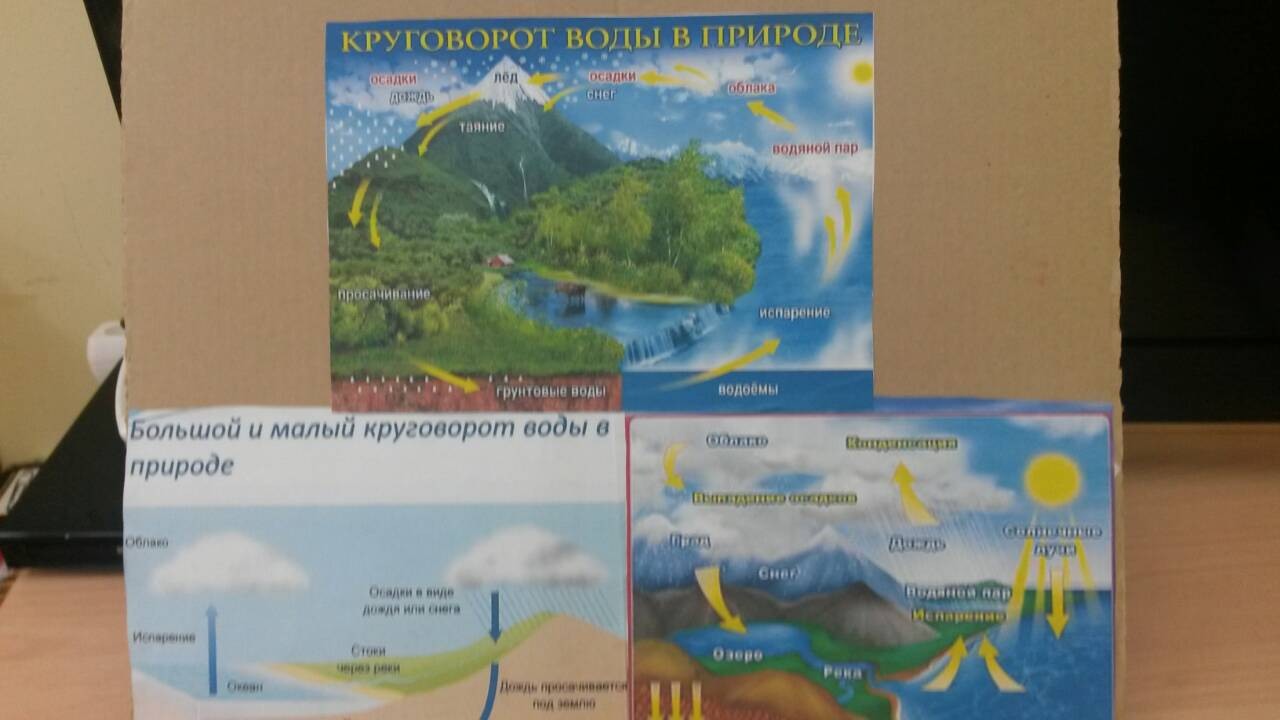 КРУГОВОРОТ ВОДЫ В ПРИРОДЕ
осадки
дождь
лёд
осадки
снег
облака
таяние
водяной пар
просачивание
испарение
грунтовые воды
водоёмы
Большой и малый круговорот воды в
природе
Облако
Осадки в виде
дождя или снега
Испарение
Стоки
через реки
Океан
Дождь просачивается
под землю
Облако
Конденсация
Выпадение осадков
Град
Дождь
Солнечные
лучи
Снег
Водяной пар
Испарение
Озеро
Река